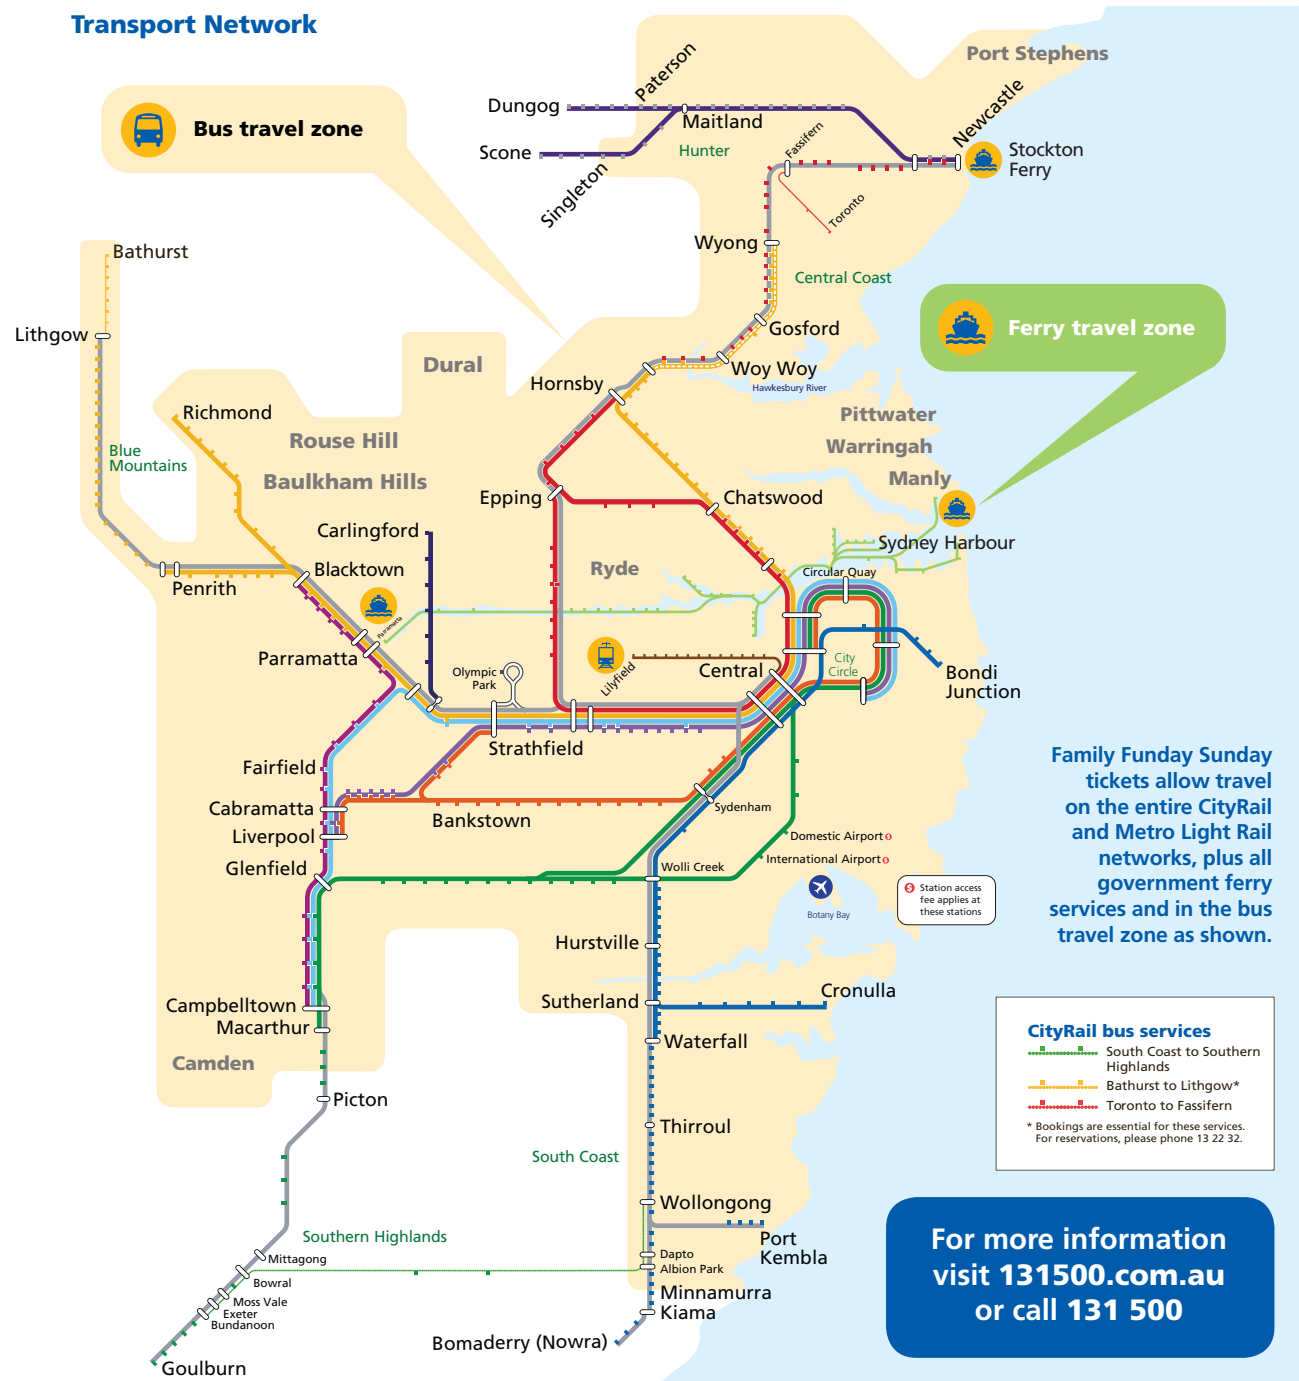 Transport Network
Port Stephens
Bus travel zone
Paterson
Dungog
Maitland
Newcastle
Scone
Hunter
Singleton
Fassifern
Stockton
Ferry
Toronto
Wyong
Bathurst
Central Coast
Lithgow
Gosford
Ferry travel zone
Dural
Woy Woy
Hornsby
Hawkesbury River
Richmond
Pittwater
Rouse Hill
Warringah
Blue
Mountains
Baulkham Hills
Manly
Epping
Chatswood
Carlingford
Sydney Harbour
Blacktown
Ryde
Circular Quay
Penrith
Parramatta
Parramatta
Olympic
Park
Lilyfield
Central
City
Circle
Bondi
Junction
Strathfield
Fairfield
Family Funday Sunday
tickets allow travel
on the entire CityRail
and Metro Light Rail
networks, plus all
government ferry
services and in the bus
travel zone as shown.
Cabramatta
Sydenham
Bankstown
Liverpool
Domestic Airport $
Glenfield
Wolli Creek
International Airport $
$ Station access
fee applies at
these stations
Botany Bay
Hurstville
Sutherland
Cronulla
Campbelltown
Macarthur
Waterfall
Camden
CityRail bus services
South Coast to Southern
Highlands
Bathurst to Lithgow*
Toronto to Fassifern
* Bookings are essential for these services.
For reservations, please phone 13 22 32.
Picton
Thirroul
South Coast
Wollongong
Southern Highlands
Port
Kembla
Mittagong
Dapto
Albion Park
Bowral
Moss Vale
Exeter
Bundanoon
Minnamurra
Kiama
Bomaderry (Nowra)
Goulburn
For more information
visit 131500.com.au
or call 131 500